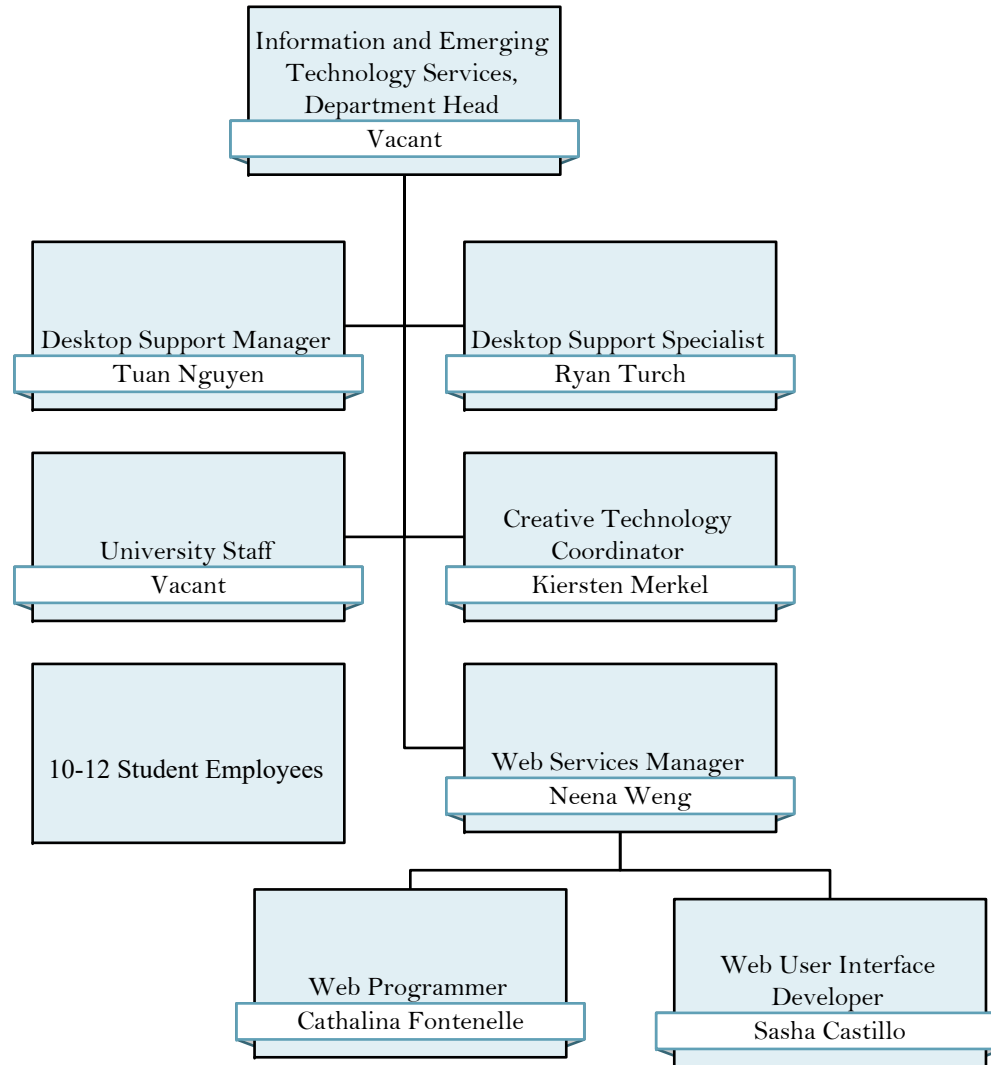 Information and Emerging
Technology Services,
Department Head
Vacant
Desktop Support Manager
Tuan Nguyen
Desktop Support Specialist
Ryan Turch
University Staff
Vacant
Creative Technology
Coordinator
Kiersten Merkel
10-12 Student Employees
Web Services Manager
Neena Weng
Web Programmer
Cathalina Fontenelle
Web User Interface
Developer
Sasha Castillo